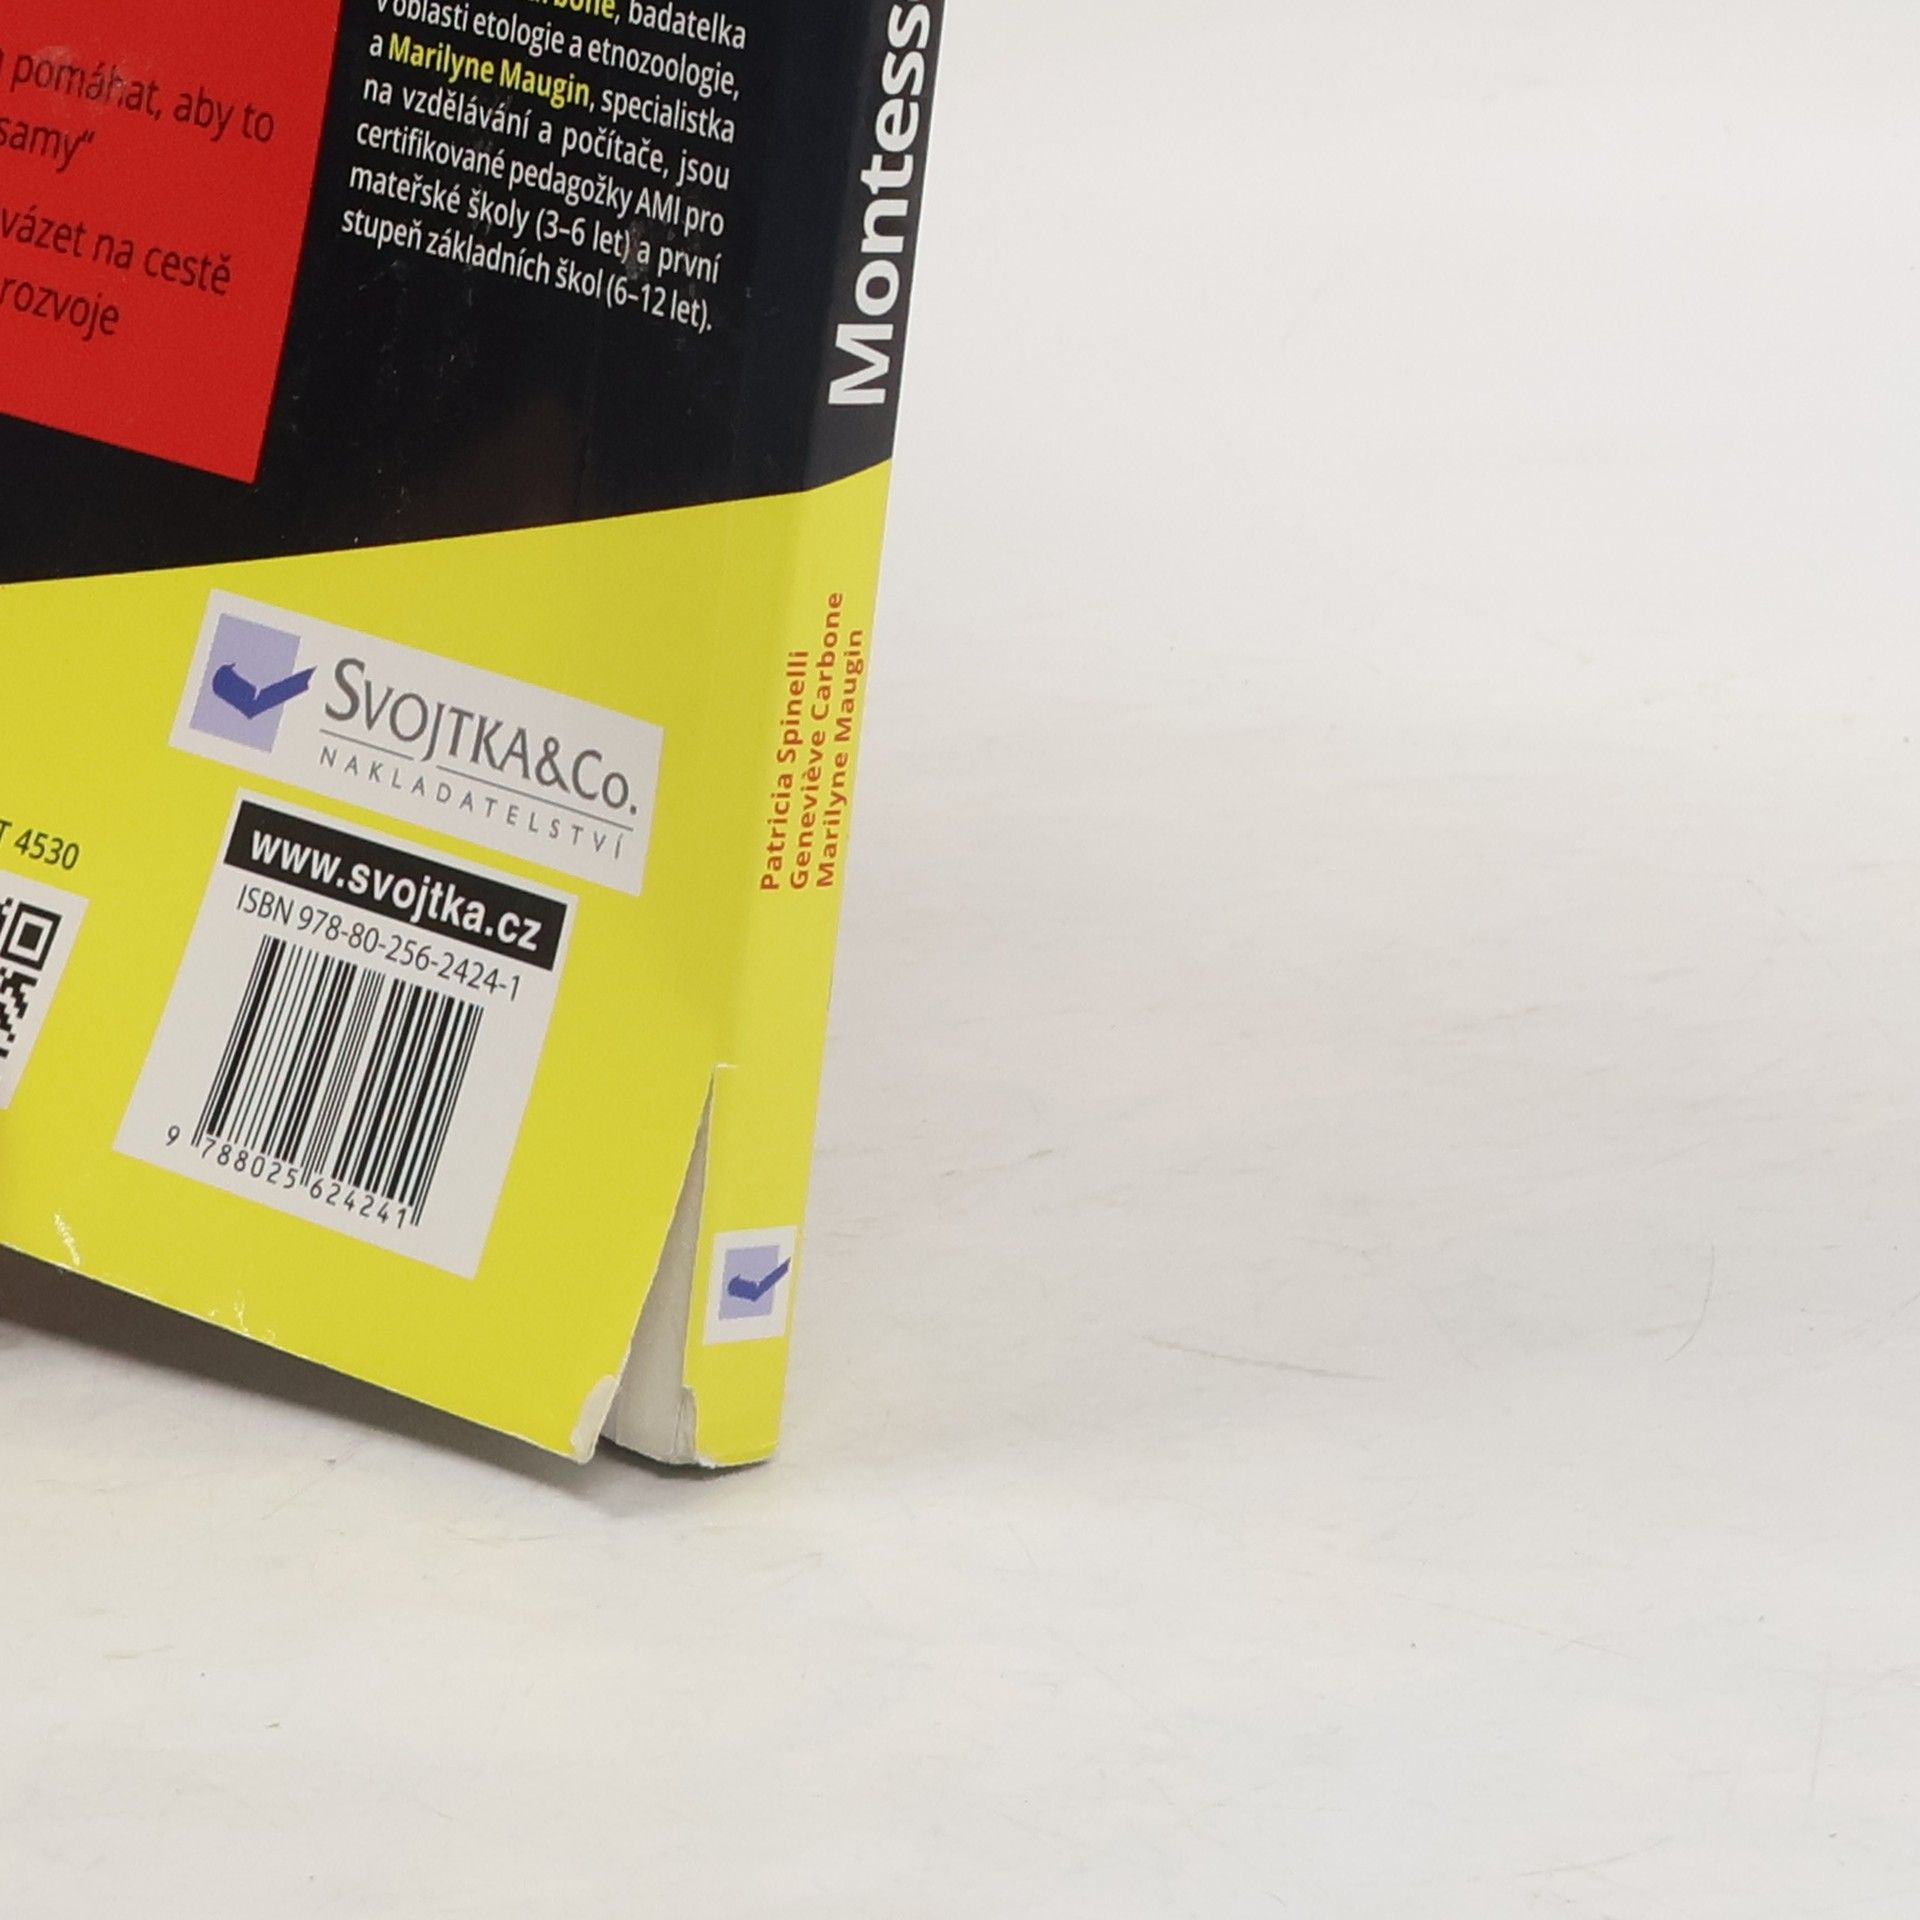 pomáhat, aby to
samy“
vázet na cestě
rozvoje
badatelka
v oblasti etologie a etnozoologie,
a Marilyne Maugin, specialistka
na vzdělávání a počítače, jsou
certifikované pedagožky AMI pro
mateřské školy (3–6 let) a první
stupeň základních škol (6–12 let).
Montess
Patricia Spinelli
Geneviève Carbone
Marilyne Maugin
SVOJTKA&CO.
NAKLADATELSTVÍ
T 4530
www.svojtka.cz
ISBN 978-80-256-2424-1
9 788025 624241